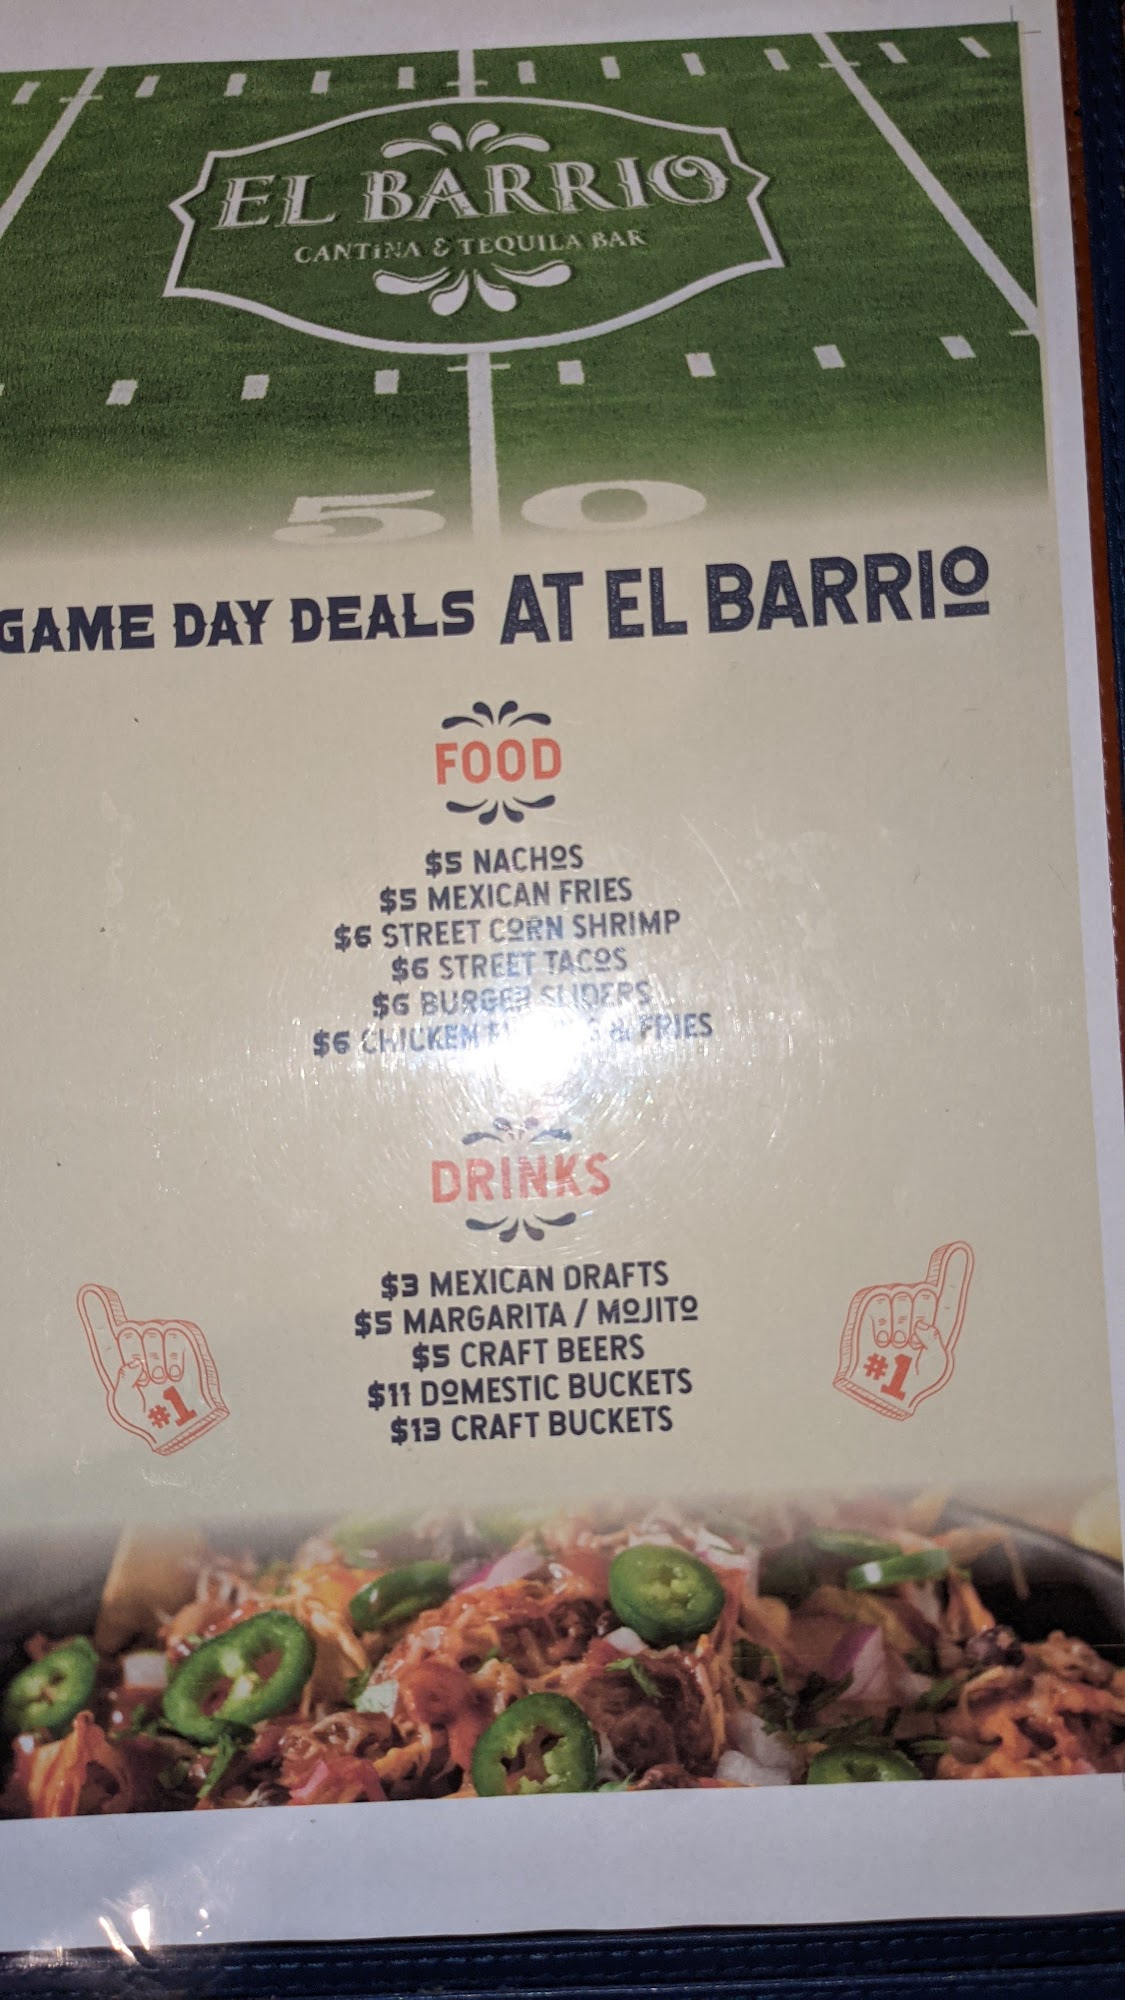 EL BARRIO
CANTINA & TEQUILA BAR
5 0
GAME DAY DEALS AT EL BARRIO
FOOD
$5 NACHOS
$5 MEXICAN FRIES
$6 STREET CORN SHRIMP
$6 STREET TACOS
$6 BURGER SLIDERS
$6 CHICKEN & FRIES
DRINKS
$3 MEXICAN DRAFTS
$5 MARGARITA / MOJITO
$5 CRAFT BEERS
$11 DOMESTIC BUCKETS
$13 CRAFT BUCKETS
#1
#1